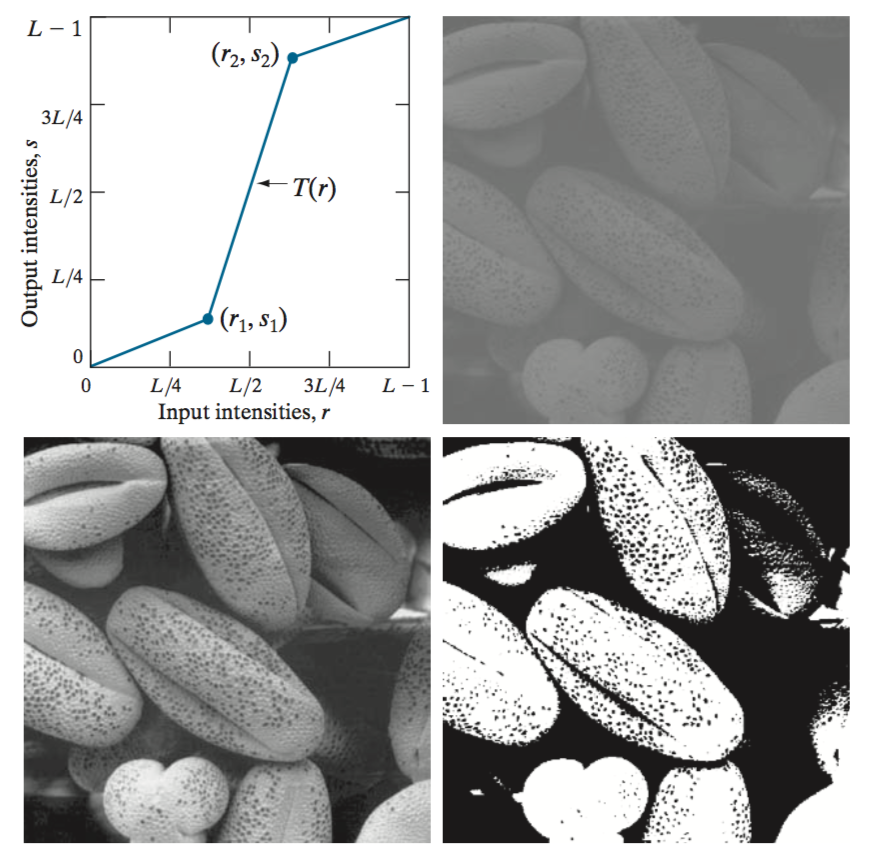 L − 1
(r₂, s₂)
3L/4
Output intensities, s
L/2
T(r)
L/4
(r₁, s₁)
0
0 L/4 L/2 3L/4 L − 1
Input intensities, r